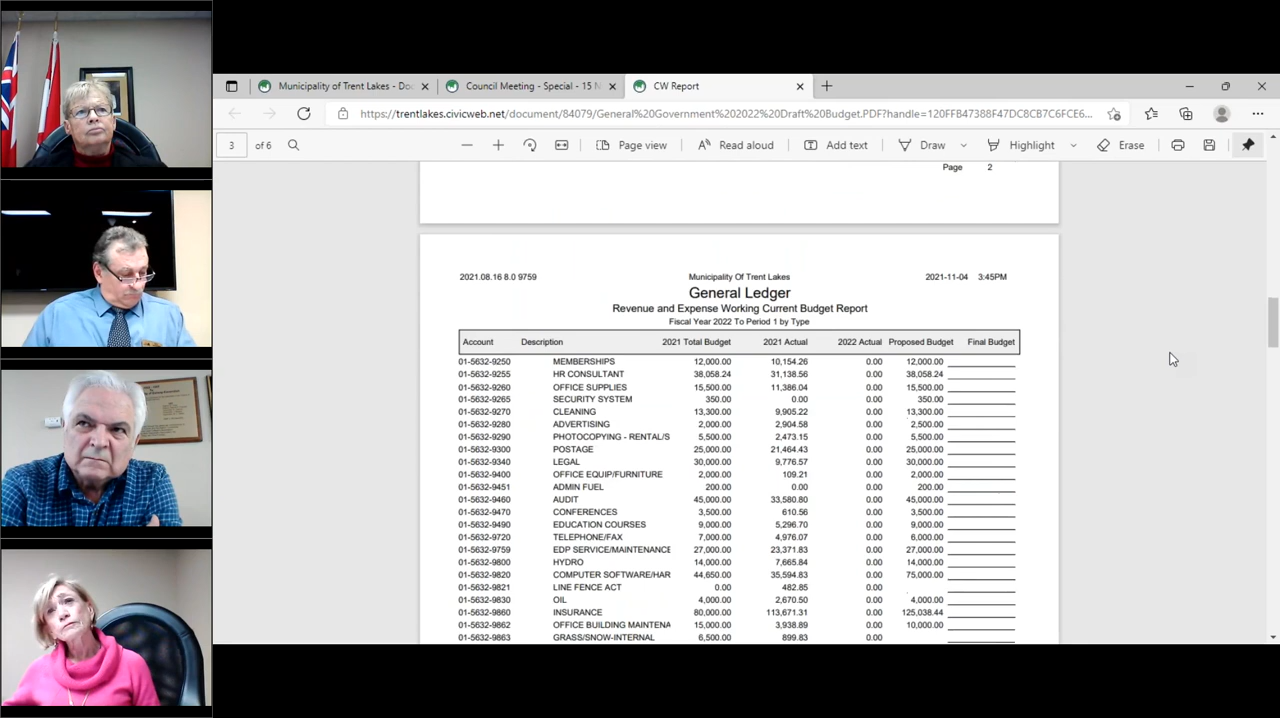 Municipality of Trent Lakes - Doc
Council Meeting - Special - 15 N
CW Report
https://trentlakes.civicweb.net/document/84079/General%20Government%202022%20Draft%20Budget.PDF?handle=120FFB47388F47DC8CB7C6FCE6...
3 of 6
Page view
Read aloud
Add text
Draw
Highlight
Erase
Page 2
2021.08.16 8.0 9759 Municipality Of Trent Lakes 2021-11-04 3:45PM
General Ledger
Revenue and Expense Working Current Budget Report
Fiscal Year 2022 To Period 1 by Type
Account Description 2021 Total Budget 2021 Actual 2022 Actual Proposed Budget Final Budget
01-5632-9250 MEMBERSHIPS 12,000.00 10,154.26 0.00 12,000.00
01-5632-9255 HR CONSULTANT 38,058.24 31,138.56 0.00 38,058.24
01-5632-9260 OFFICE SUPPLIES 15,500.00 11,386.04 0.00 15,500.00
01-5632-9265 SECURITY SYSTEM 350.00 0.00 0.00 350.00
01-5632-9270 CLEANING 13,300.00 9,905.22 0.00 13,300.00
01-5632-9280 ADVERTISING 2,000.00 2,904.58 0.00 2,500.00
01-5632-9290 PHOTOCOPYING - RENTAL/S 5,500.00 2,473.15 0.00 5,500.00
01-5632-9300 POSTAGE 25,000.00 21,464.43 0.00 25,000.00
01-5632-9340 LEGAL 30,000.00 9,776.57 0.00 30,000.00
01-5632-9400 OFFICE EQUIP/FURNITURE 2,000.00 109.21 0.00 2,000.00
01-5632-9451 ADMIN FUEL 200.00 0.00 0.00 200.00
01-5632-9460 AUDIT 45,000.00 33,580.80 0.00 45,000.00
01-5632-9470 CONFERENCES 3,500.00 610.56 0.00 3,500.00
01-5632-9490 EDUCATION COURSES 9,000.00 5,296.70 0.00 9,000.00
01-5632-9720 TELEPHONE/FAX 7,000.00 4,976.07 0.00 6,000.00
01-5632-9759 EDP SERVICE/MAINTENANCE 27,000.00 23,371.83 0.00 27,000.00
01-5632-9800 HYDRO 14,000.00 7,665.84 0.00 14,000.00
01-5632-9820 COMPUTER SOFTWARE/HAR 44,650.00 35,594.83 0.00 75,000.00
01-5632-9821 LINE FENCE ACT 0.00 482.85 0.00
01-5632-9830 OIL 4,000.00 2,670.50 0.00 4,000.00
01-5632-9860 INSURANCE 80,000.00 113,671.31 0.00 125,038.44
01-5632-9862 OFFICE BUILDING MAINTENA 15,000.00 3,938.89 0.00 10,000.00
01-5632-9863 GRASS/SNOW-INTERNAL 6,500.00 899.83 0.00